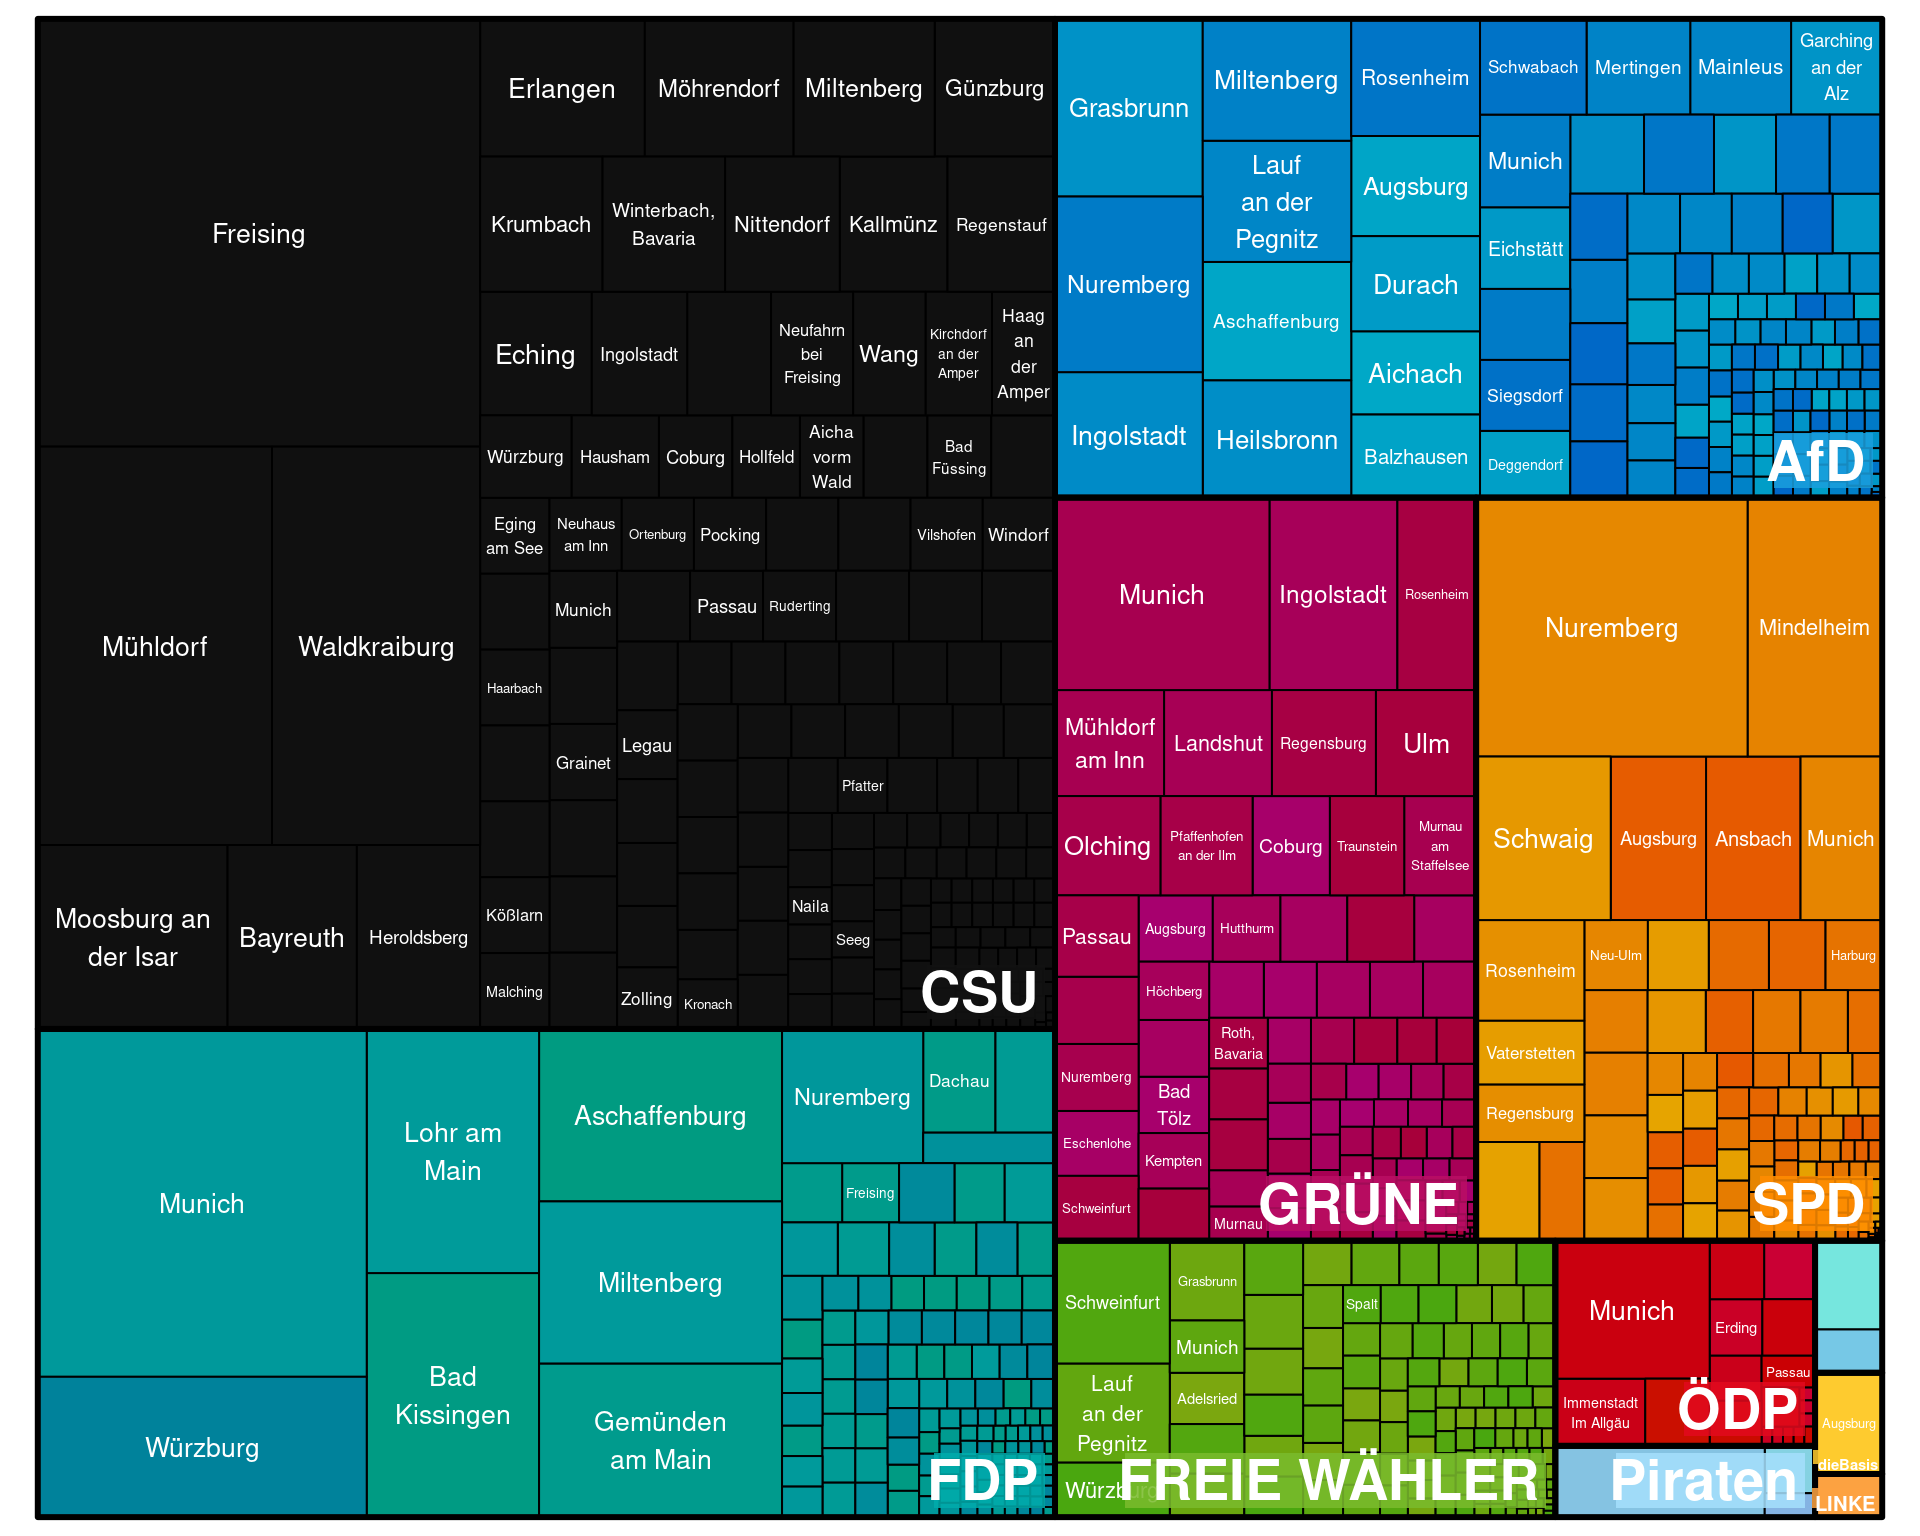 Freising
Erlangen
Möhrendorf
Miltenberg
Günzburg
Krumbach
Winterbach,
Bavaria
Nittendorf
Kallmünz
Regenstauf
Eching
Ingolstadt
Neufahrn
bei
Freising
Wang
Kirchdorf
an der
Amper
Haag
an
der
Amper
Würzburg
Hausham
Coburg
Hollfeld
Aicha
vorm
Wald
Bad
Füssing
Mühldorf
Waldkraiburg
Eging
am See
Neuhaus
am Inn
Ortenburg
Pocking
Vilshofen
Windorf
Munich
Passau
Ruderting
Haarbach
Grainet
Legau
Pfatter
Moosburg an
der Isar
Bayreuth
Heroldsberg
Kößlarn
Malching
Naila
Seeg
Zolling
Kronach
CSU
Grasbrunn
Miltenberg
Rosenheim
Schwabach
Mertingen
Mainleus
Garching
an der
Alz
Nuremberg
Lauf
an der
Pegnitz
Augsburg
Munich
Aschaffenburg
Durach
Eichstätt
Ingolstadt
Heilsbronn
Aichach
Siegsdorf
Balzhausen
Deggendorf
AfD
Munich
Ingolstadt
Rosenheim
Mühldorf
am Inn
Landshut
Regensburg
Ulm
Olching
Pfaffenhofen
an der Ilm
Coburg
Traunstein
Murnau
am
Staffelsee
Passau
Augsburg
Hutthurm
Höchberg
Nuremberg
Roth,
Bavaria
Bad
Tölz
Eschenlohe
Kempten
Schweinfurt
Murnau
GRÜNE
Nuremberg
Mindelheim
Schwaig
Augsburg
Ansbach
Munich
Rosenheim
Neu-Ulm
Harburg
Vaterstetten
Regensburg
SPD
Munich
Lohr am
Main
Aschaffenburg
Nuremberg
Dachau
Freising
Miltenberg
Würzburg
Bad
Kissingen
Gemünden
am Main
FDP
Schweinfurt
Grasbrunn
Spalt
Munich
Lauf
an der
Pegnitz
Adelsried
Würzburg
FREIE WÄHLER
Munich
Erding
Passau
Immenstadt
Im Allgäu
ÖDP
Piraten
Augsburg
dieBasis
LINKE